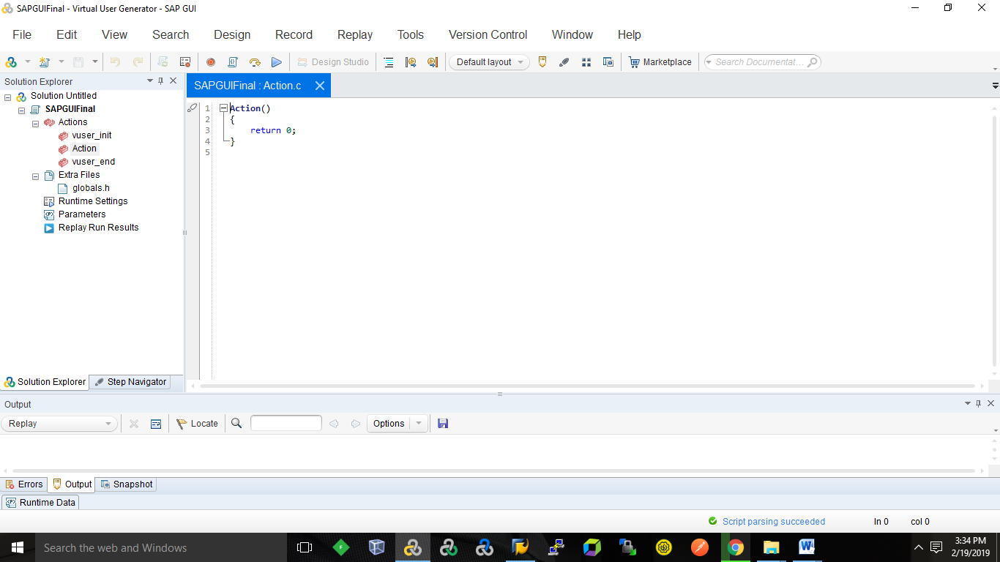 SAPGUIFinal - Virtual User Generator - SAP GUI
File Edit View Search Design Record Replay Tools Version Control Window Help
Design Studio Default layout Marketplace Search Documentat...
Solution Explorer
SAPGUIFinal : Action.c
Solution Untitled
SAPGUIFinal
Actions
vuser_init
Action
vuser_end
Extra Files
globals.h
Runtime Settings
Parameters
Replay Run Results
1 Action()
2 {
3 return 0;
4 }
5
Solution Explorer Step Navigator
Output
Replay Locate Options
Errors Output Snapshot
Runtime Data
Script parsing succeeded ln 0 col 0
Search the web and Windows
3:34 PM
2/19/2019